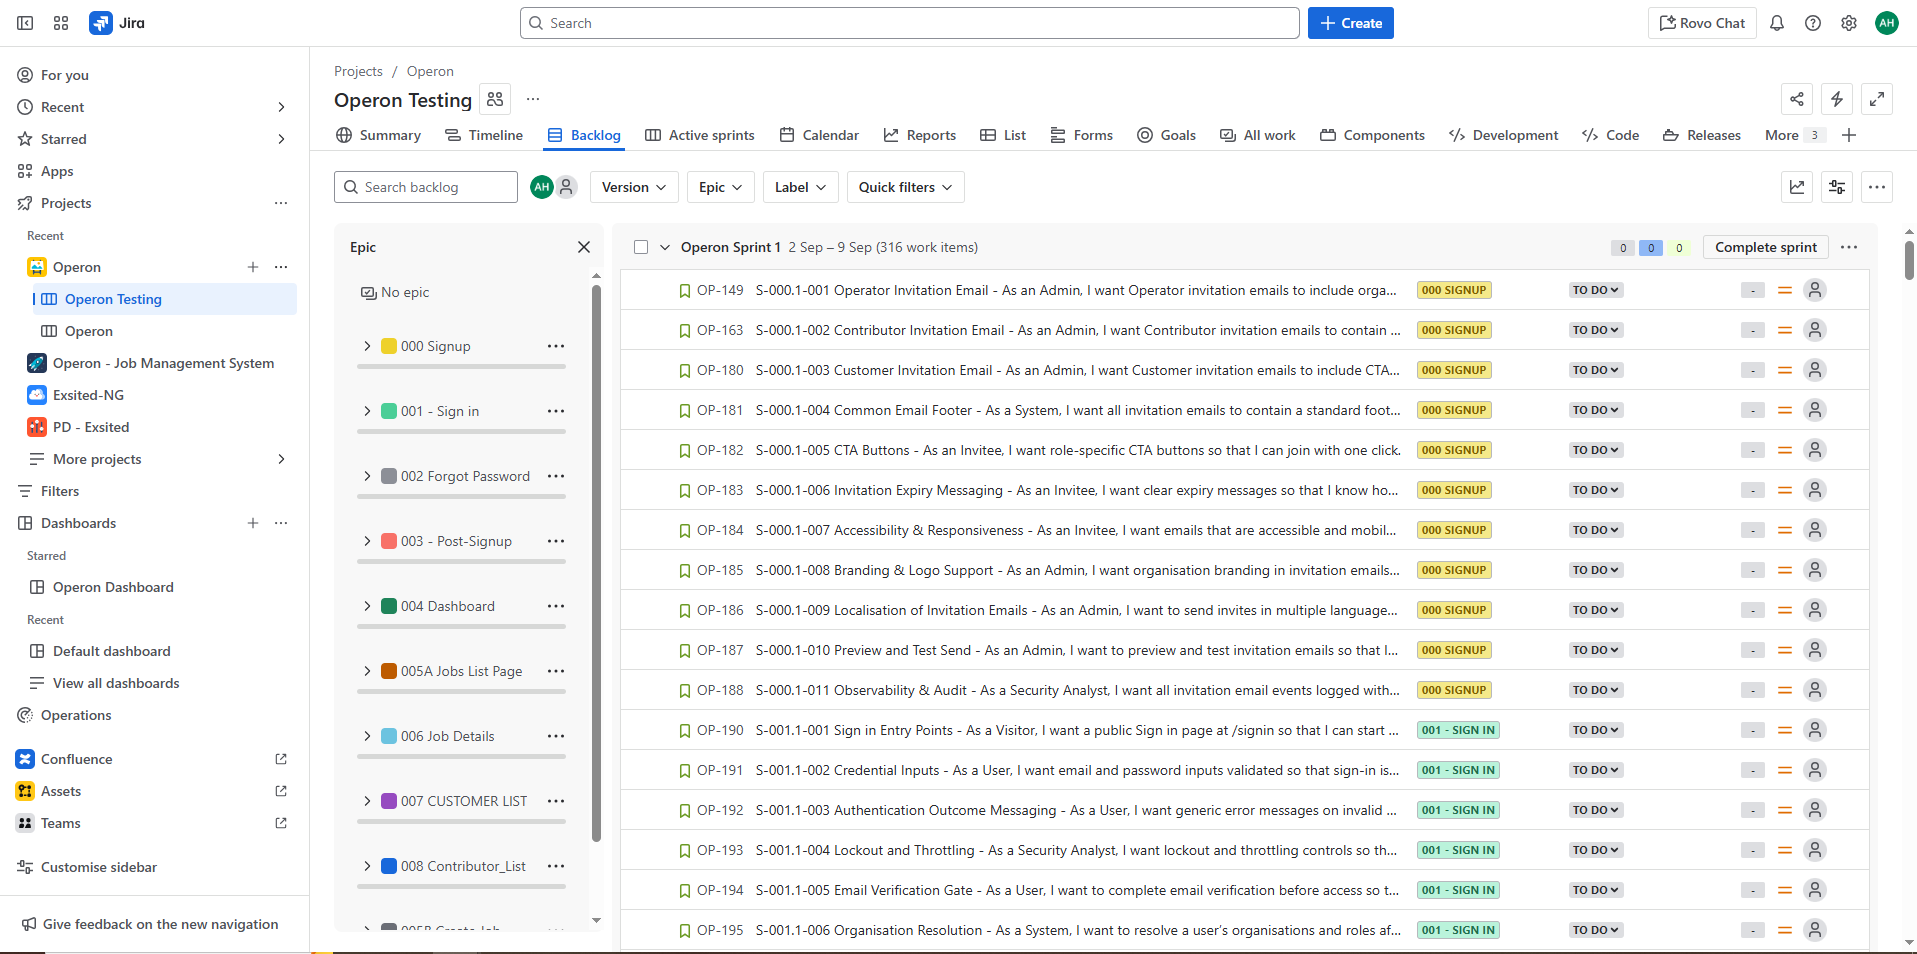 Jira
Search
Create
Rovo Chat
AH
For you
Recent
Starred
Apps
Projects
Recent
Operon
Operon Testing
Operon
Operon - Job Management System
Exsited-NG
PD - Exsited
More projects
Filters
Dashboards
Starred
Operon Dashboard
Recent
Default dashboard
View all dashboards
Operations
Confluence
Assets
Teams
Customise sidebar
Give feedback on the new navigation
Projects / Operon
Operon Testing
Summary Timeline Backlog Active sprints Calendar Reports List Forms Goals All work Components Development Code Releases More 3
Search backlog AH Version Epic Label Quick filters
Epic
No epic
000 Signup
001 - Sign in
002 Forgot Password
003 - Post-Signup
004 Dashboard
005A Jobs List Page
006 Job Details
007 CUSTOMER LIST
008 Contributor_List
Operon Sprint 1 2 Sep – 9 Sep (316 work items) 0 0 0 Complete sprint
OP-149 S-000.1-001 Operator Invitation Email - As an Admin, I want Operator invitation emails to include orga... 000 SIGNUP TO DO -
OP-163 S-000.1-002 Contributor Invitation Email - As an Admin, I want Contributor invitation emails to contain ... 000 SIGNUP TO DO -
OP-180 S-000.1-003 Customer Invitation Email - As an Admin, I want Customer invitation emails to include CTA... 000 SIGNUP TO DO -
OP-181 S-000.1-004 Common Email Footer - As a System, I want all invitation emails to contain a standard foot... 000 SIGNUP TO DO -
OP-182 S-000.1-005 CTA Buttons - As an Invitee, I want role-specific CTA buttons so that I can join with one click. 000 SIGNUP TO DO -
OP-183 S-000.1-006 Invitation Expiry Messaging - As an Invitee, I want clear expiry messages so that I know ho... 000 SIGNUP TO DO -
OP-184 S-000.1-007 Accessibility & Responsiveness - As an Invitee, I want emails that are accessible and mobil... 000 SIGNUP TO DO -
OP-185 S-000.1-008 Branding & Logo Support - As an Admin, I want organisation branding in invitation emails... 000 SIGNUP TO DO -
OP-186 S-000.1-009 Localisation of Invitation Emails - As an Admin, I want to send invites in multiple language... 000 SIGNUP TO DO -
OP-187 S-000.1-010 Preview and Test Send - As an Admin, I want to preview and test invitation emails so that I... 000 SIGNUP TO DO -
OP-188 S-000.1-011 Observability & Audit - As a Security Analyst, I want all invitation email events logged with... 000 SIGNUP TO DO -
OP-190 S-001.1-001 Sign in Entry Points - As a Visitor, I want a public Sign in page at /signin so that I can start ... 001 - SIGN IN TO DO -
OP-191 S-001.1-002 Credential Inputs - As a User, I want email and password inputs validated so that sign-in is... 001 - SIGN IN TO DO -
OP-192 S-001.1-003 Authentication Outcome Messaging - As a User, I want generic error messages on invalid ... 001 - SIGN IN TO DO -
OP-193 S-001.1-004 Lockout and Throttling - As a Security Analyst, I want lockout and throttling controls so th... 001 - SIGN IN TO DO -
OP-194 S-001.1-005 Email Verification Gate - As a User, I want to complete email verification before access so t... 001 - SIGN IN TO DO -
OP-195 S-001.1-006 Organisation Resolution - As a System, I want to resolve a user's organisations and roles af... 001 - SIGN IN TO DO -